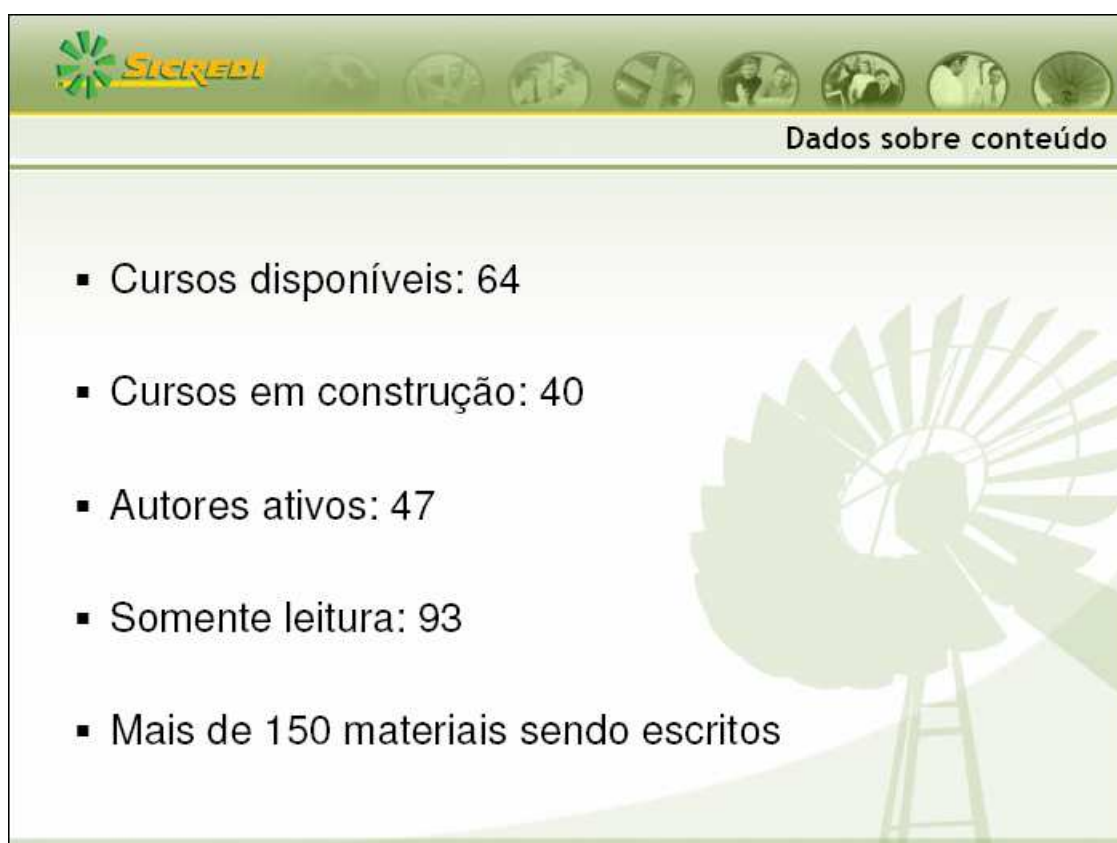 SICREDI
Dados sobre conteúdo
▪ Cursos disponíveis: 64
▪ Cursos em construção: 40
▪ Autores ativos: 47
▪ Somente leitura: 93
▪ Mais de 150 materiais sendo escritos